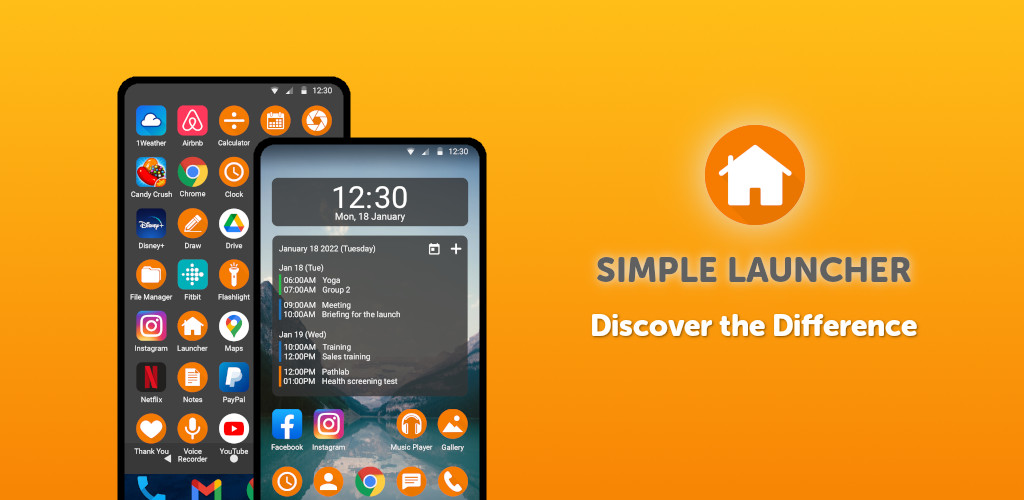 12:30
1Weather
Airbnb
Calculator
Candy Crush
Chrome
Clock
Disney+
Disney+
Draw
Drive
File Manager
Fitbit
Flashlight
Instagram
Launcher
Maps
N
Netflix
Notes
PayPal
Thank You
Voice
Recorder
YouTube
12:30
12:30
Mon, 18 January
January 18 2022 (Tuesday)
Jan 18 (Tue)
06:00AM Yoga
07:00AM Group 2
09:00AM Meeting
10:00AM Briefing for the launch
Jan 19 (Wed)
10:00AM Training
12:00PM Sales training
12:00PM Pathlab
01:00PM Health screening test
Facebook
Instagram
Music Player
Gallery
SIMPLE LAUNCHER
Discover the Difference